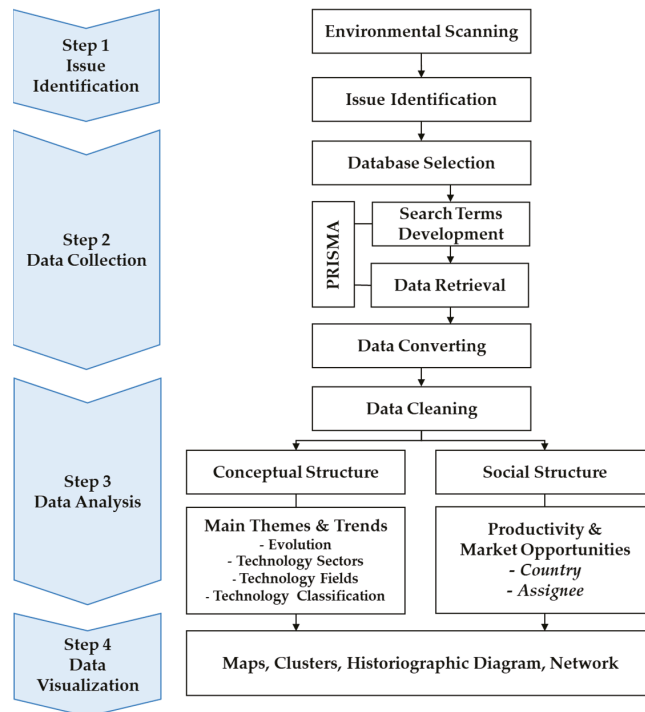 Step 1
Issue
Identification
Environmental Scanning
Issue Identification
Step 2
Data Collection
Database Selection
PRISMA
Search Terms
Development
Data Retrieval
Data Converting
Step 3
Data Analysis
Data Cleaning
Conceptual Structure
Social Structure
Main Themes & Trends
- Evolution
- Technology Sectors
- Technology Fields
- Technology Classification
Productivity &
Market Opportunities
- Country
- Assignee
Step 4
Data
Visualization
Maps, Clusters, Historiographic Diagram, Network